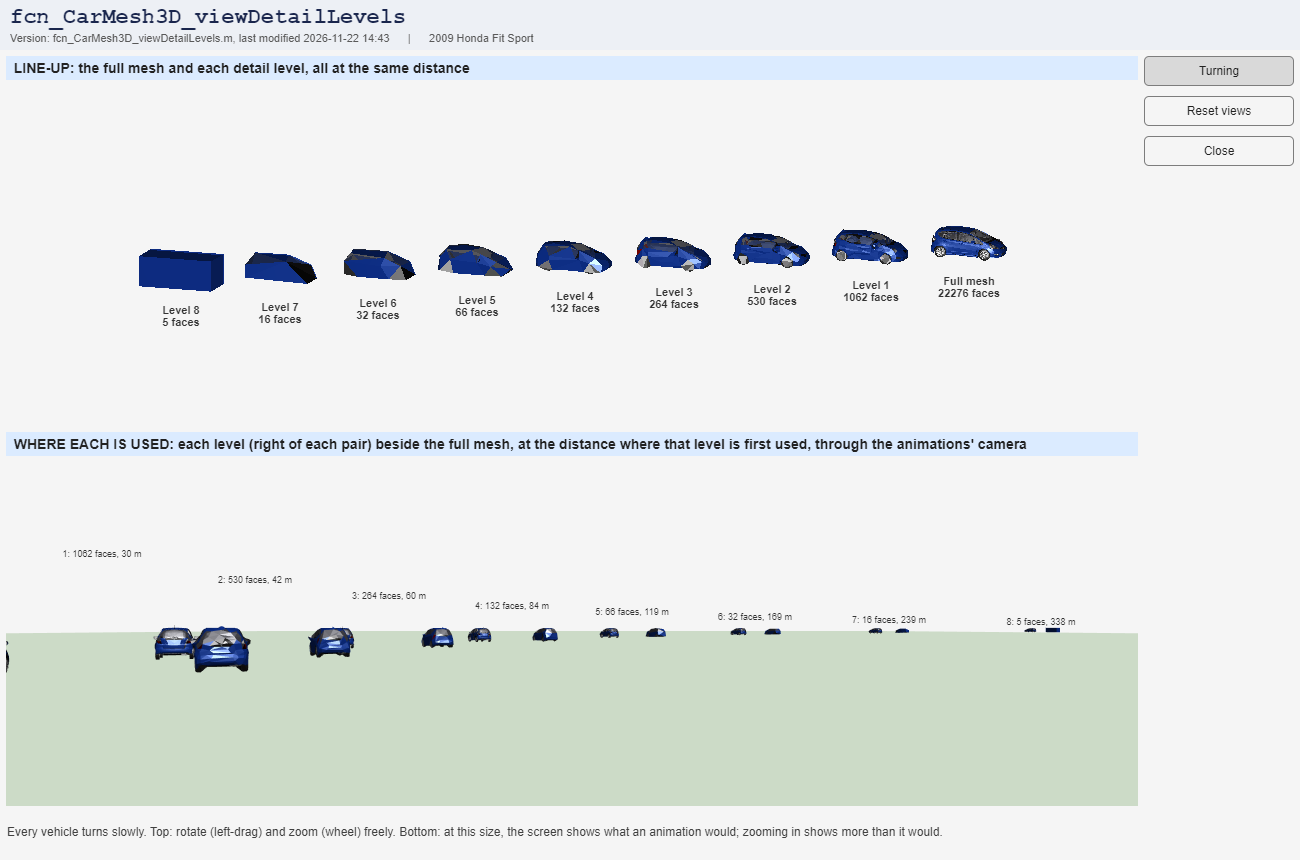 fcn_CarMesh3D_viewDetailLevels
Version: fcn_CarMesh3D_viewDetailLevels.m, last modified 2026-11-22 14:43 | 2009 Honda Fit Sport
LINE-UP: the full mesh and each detail level, all at the same distance
Turning
Reset views
Close
Level 8
5 faces
Level 7
16 faces
Level 6
32 faces
Level 5
66 faces
Level 4
132 faces
Level 3
264 faces
Level 2
530 faces
Level 1
1062 faces
Full mesh
22276 faces
WHERE EACH IS USED: each level (right of each pair) beside the full mesh, at the distance where that level is first used, through the animations' camera
1: 1062 faces, 30 m
2: 530 faces, 42 m
3: 264 faces, 60 m
4: 132 faces, 84 m
5: 66 faces, 119 m
6: 32 faces, 169 m
7: 16 faces, 239 m
8: 5 faces, 338 m
Every vehicle turns slowly. Top: rotate (left-drag) and zoom (wheel) freely. Bottom: at this size, the screen shows what an animation would; zooming in shows more than it would.